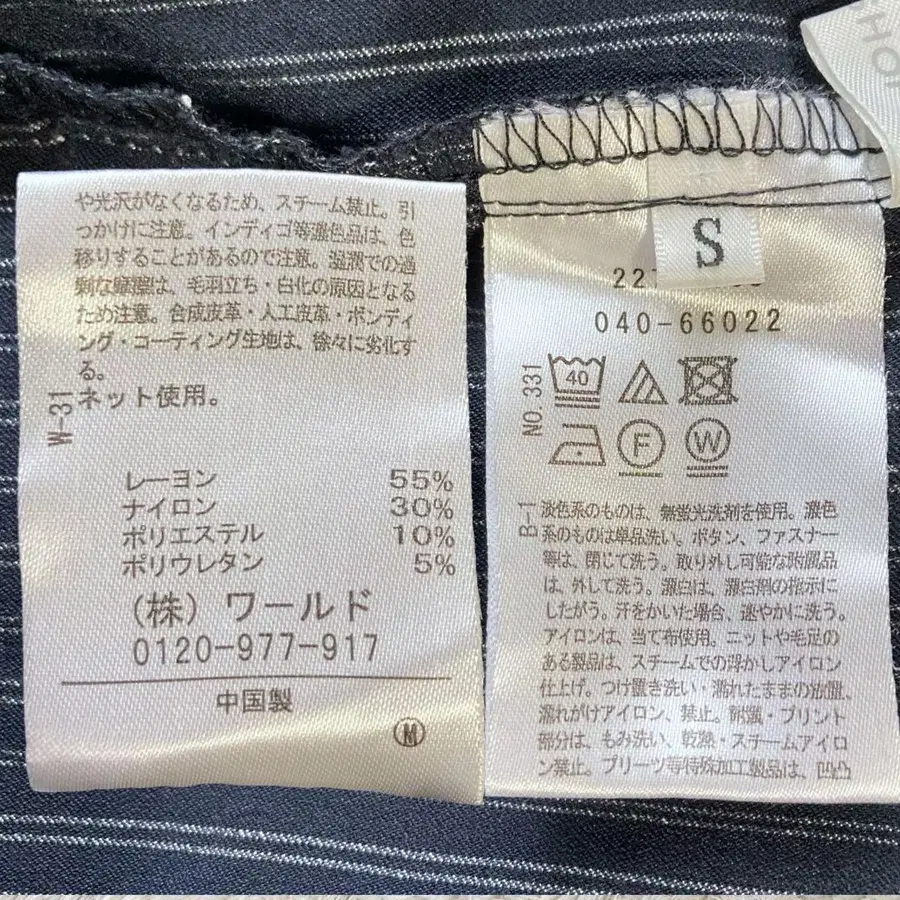 や光沢がなくなるため、スチーム禁止。引
っかけに注意。インディゴ等濃色品は、色
移りすることがあるので注意。湿潤での過
剰な摩擦は、毛羽立ち・白化の原因となる
ため注意。合成皮革・人工皮革・ボンディ
ング・コーティング生地は、徐々に劣化す
る。
ネット使用。
W-31
レーヨン 55%
ナイロン 30%
ポリエステル 10%
ポリウレタン 5%
(株) ワールド
0120-977-917
中国製
M
HO
S
227
040-66022
NO.331
40
F
W
B-1
淡色系のものは、無蛍光洗剤を使用。濃色
系のものは単品洗い。ボタン、ファスナー
等は、閉じて洗う。取り外し可能な附属品
は、外して洗う。漂白は、漂白剤の指示に
したがう。汗をかいた場合、速やかに洗う。
アイロンは、当て布使用。ニットや毛足の
ある製品は、スチームでの浮かしアイロン
仕上げ。つけ置き洗い・濡れたままの放置、
濡れがけアイロン、禁止。附属・プリント
部分は、もみ洗い、乾燥・スチームアイロ
ン禁止。プリーツ等特殊加工製品は、凹凸